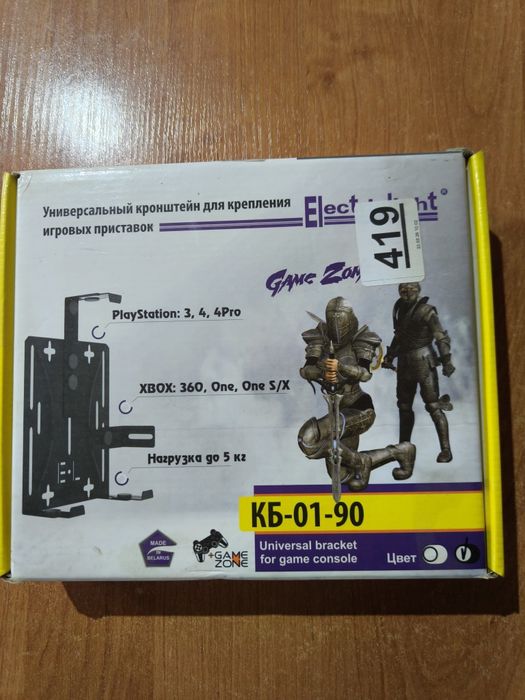 Универсальный кронштейн для крепления
игровых приставок
®
419
GAME
PlayStation: 3, 4, 4Pro
XBOX: 360, One, One S/X
Нагрузка до 5 кг
E·L
КБ-01-90
MADE
IN
BELARUS
+GAME
ZONE
Universal bracket
for game console
Цвет